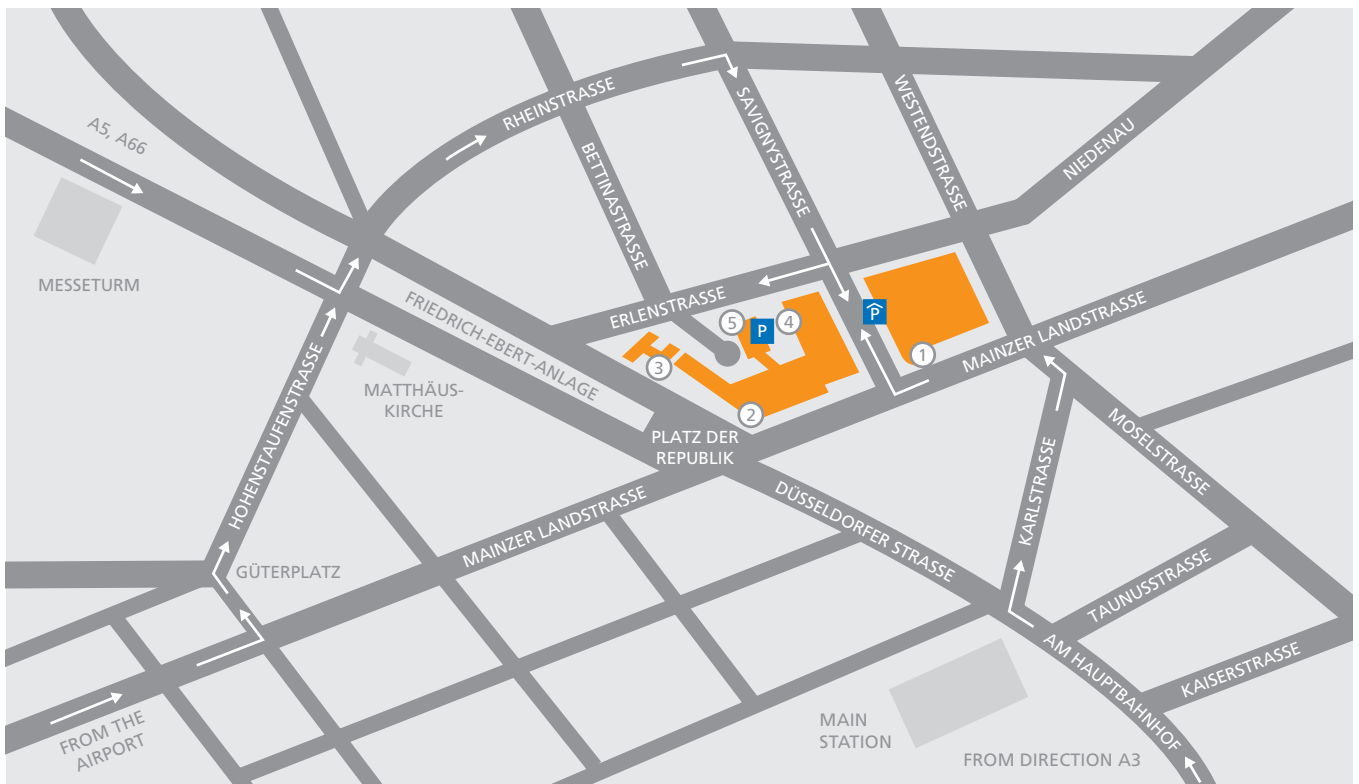 A5, A66
RHEINSTRASSE
SAVIGNYSTRASSE
WESTENDSTRASSE
NIEDENAU
BETTINASTRASSE
MESSETURM
ERLENSTRASSE
FRIEDRICH-EBERT-ANLAGE
HOHENSTAUFENSTRASSE
MATTHÄUS-
KIRCHE
P
P
5
4
3
2
1
MAINZER LANDSTRASSE
PLATZ DER
REPUBLIK
MOSELSTRASSE
KARLSTRASSE
DÜSSELDORFER STRASSE
MAINZER LANDSTRASSE
GÜTERPLATZ
TAUNUSSTRASSE
KAISERSTRASSE
AM HAUPTBAHNHOF
FROM THE
AIRPORT
MAIN
STATION
FROM DIRECTION A3